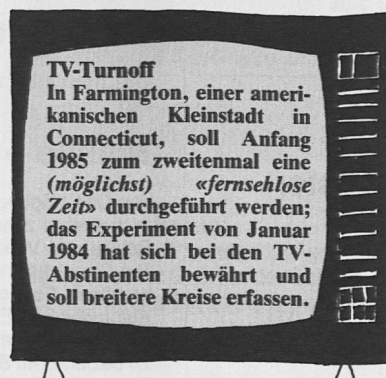 TV-Turnoff
In Farmington, einer ameri-
kanischen Kleinstadt in
Connecticut, soll Anfang
1985 zum zweitenmal eine
(möglichst) «fernsehlose
Zeit» durchgeführt werden;
das Experiment von Januar
1984 hat sich bei den TV-
Abstinenten bewährt und
soll breitere Kreise erfassen.